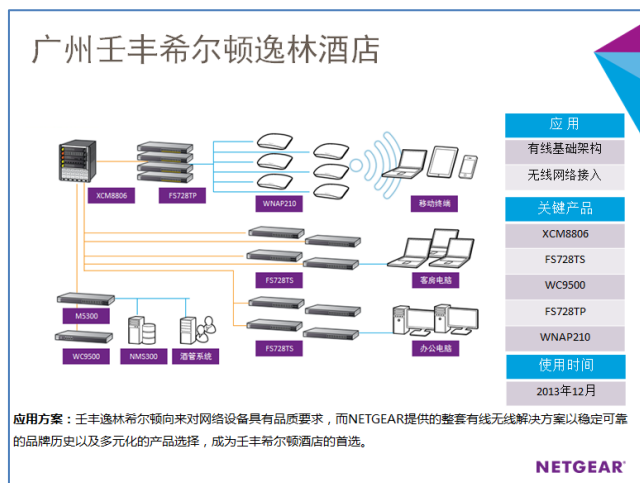 广州壬丰希尔顿逸林酒店
XCM8806
FS728TP
WNAP210
移动终端
FS728TS
客房电脑
M5300
WC9500
NMS300
酒管系统
FS728TS
办公电脑
应用
有线基础架构
无线网络接入
关键产品
XCM8806
FS728TS
WC9500
FS728TP
WNAP210
使用时间
2013年12月
应用方案：壬丰逸林希尔顿向来对网络设备具有品质要求，而NETGEAR提供的整套有线无线解决方案以稳定可靠
的品牌历史以及多元化的产品选择，成为壬丰希尔顿酒店的首选。
NETGEAR®